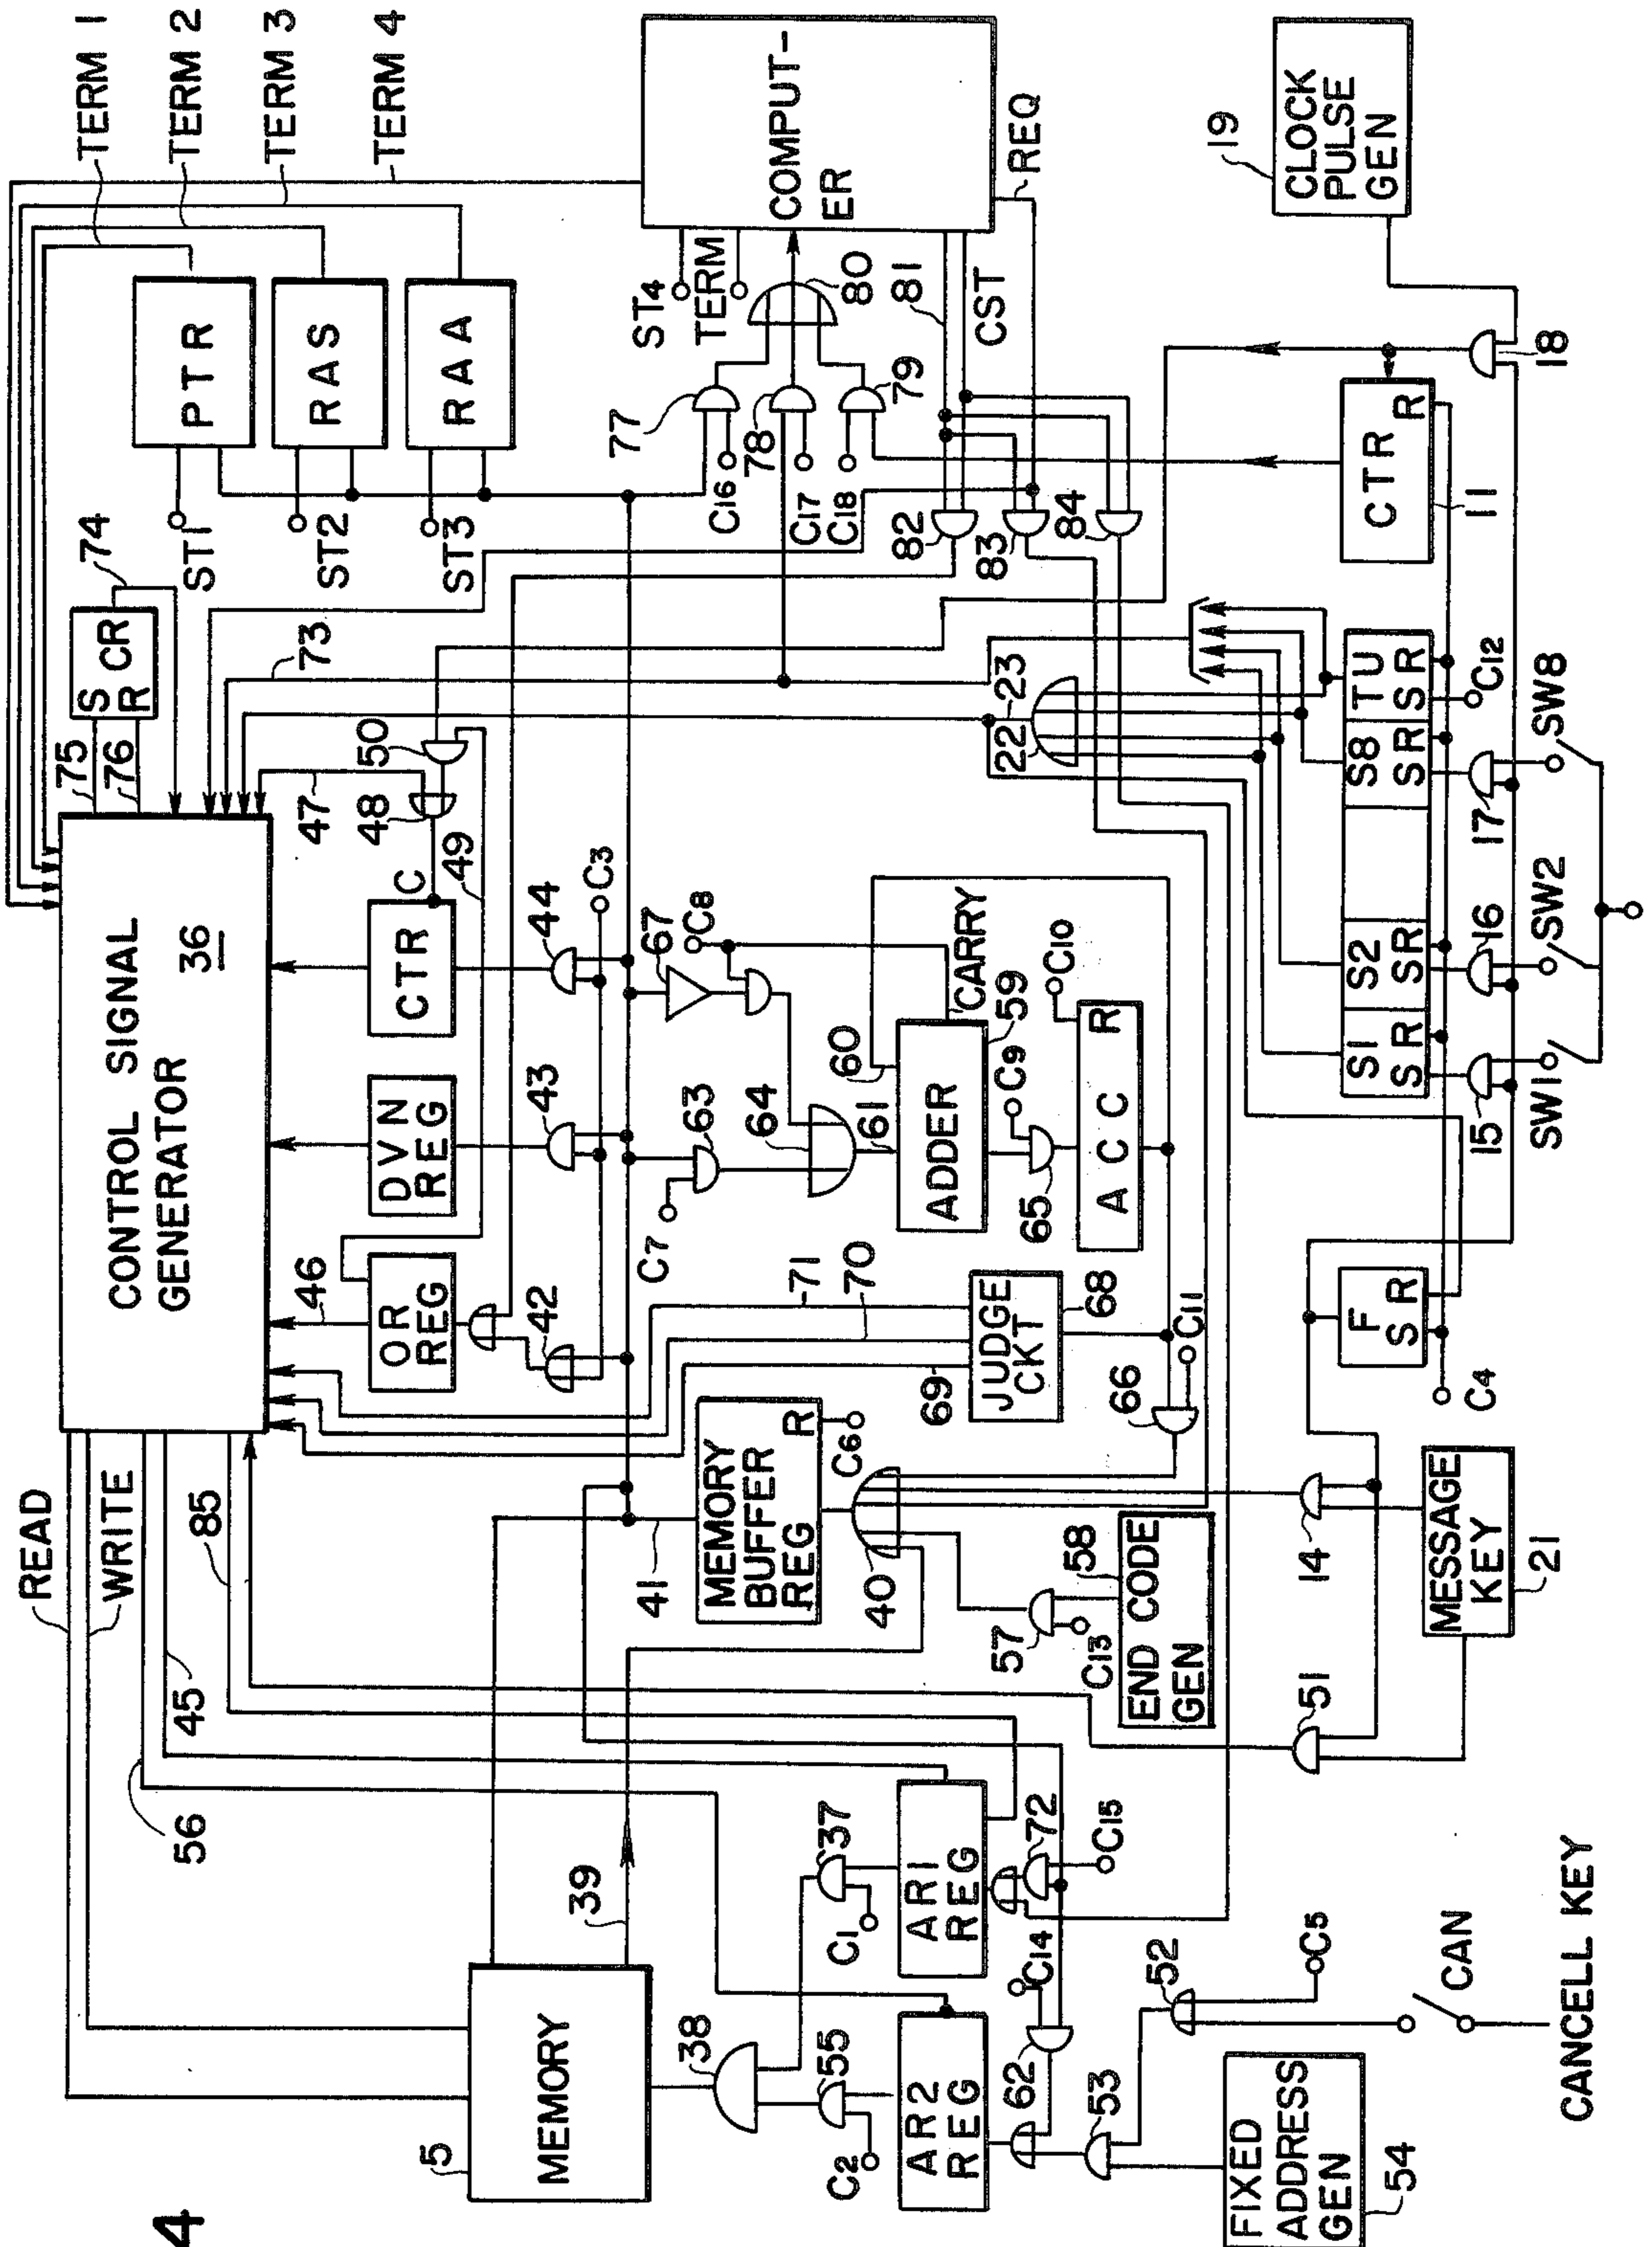 4
READ
WRITE
CONTROL SIGNAL
GENERATOR
36
75
76
S
CR
R
74
PTR
RAS
RAA
ST1
ST2
ST3
TERM 1
TERM 2
TERM 3
TERM 4
56
45
85
46
47
48
49
50
73
OR
REG
DVN
REG
CTR
C
42
43
44
C3
77
C16
78
C17
C18
79
80
ST4
TERM
COMPUT-
ER
81
CST
REQ
82
83
84
5
MEMORY
39
41
MEMORY
BUFFER
REG
R
C6
40
69
70
71
JUDGE
CKT
68
C7
63
64
61
67
C8
60
ADDER
CARRY
59
C9
65
C10
ACC
R
66
C11
22
23
38
37
C1
55
C2
AR1
REG
AR2
REG
72
C15
C14
62
53
52
C5
CAN
CANCELL KEY
FIXED
ADDRESS
GEN
54
57
C13
58
END CODE
GEN
51
14
MESSAGE
KEY
21
F
S R
C4
S1
S R
S2
S R
S8
S R
TU
S R
C12
15
16
17
SW1
SW2
SW8
CTR
R
11
18
19
CLOCK
PULSE
GEN